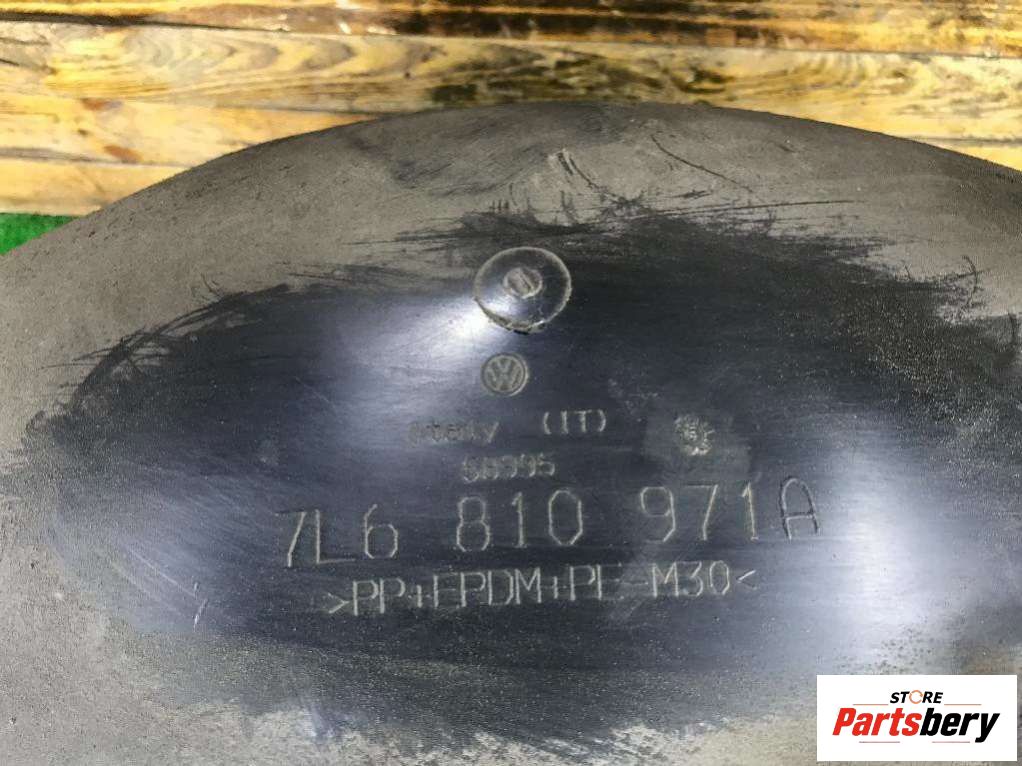 (IT)
7L6 810 971A
>PP+EPDM+PE-M30<
STORE
Partsbery